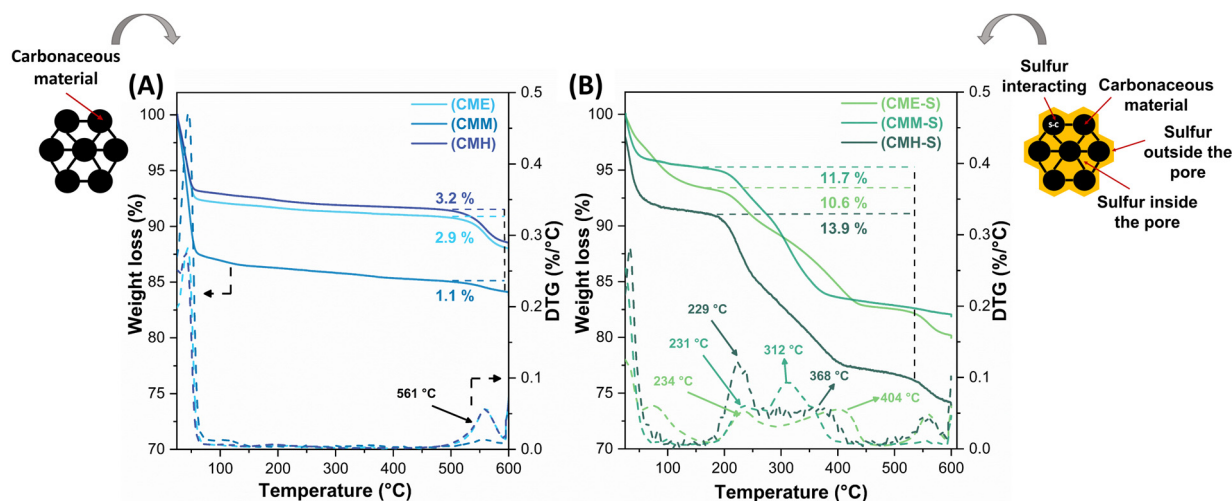 Carbonaceous
material
(A)
(CME)
(CMM)
(CMH)
3.2 %
2.9 %
1.1 %
561 °C
Weight loss (%)
100
95
90
85
80
75
70
DTG (%/°C)
0.5
0.4
0.3
0.2
0.1
0.0
100 200 300 400 500 600
Temperature (°C)
(B)
(CME-S)
(CMM-S)
(CMH-S)
11.7 %
10.6 %
13.9 %
229 °C
231 °C
234 °C
312 °C
368 °C
404 °C
Weight loss (%)
100
95
90
85
80
75
70
DTG (%/°C)
0.5
0.4
0.3
0.2
0.1
0.0
100 200 300 400 500 600
Temperature (°C)
Sulfur
interacting
Carbonaceous
material
S-C
Sulfur
outside the
pore
Sulfur inside
the pore